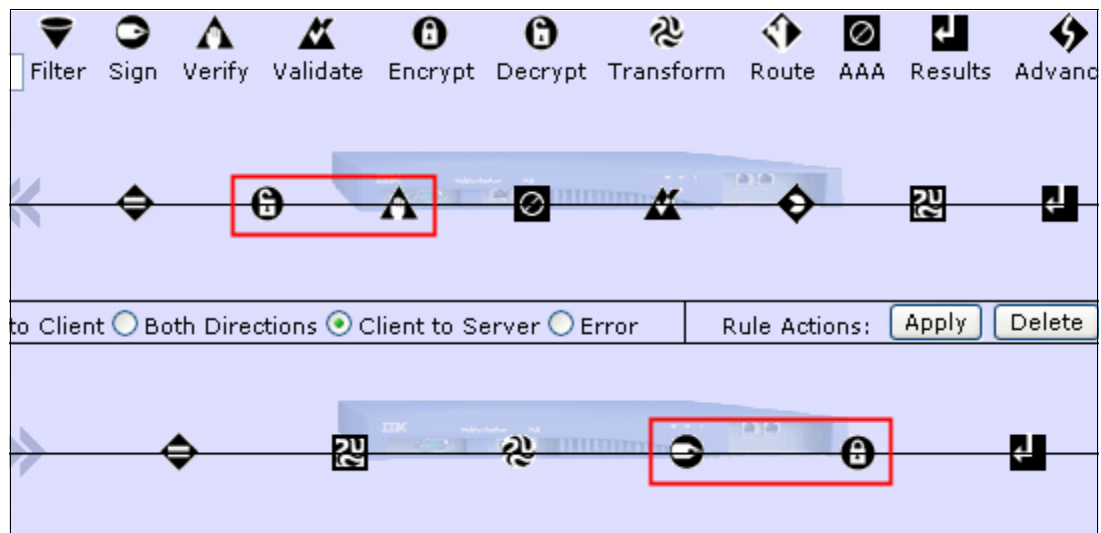 Filter Sign Verify Validate Encrypt Decrypt Transform Route AAA Results Advanc
to Client Both Directions Client to Server Error Rule Actions: Apply Delete
IBM